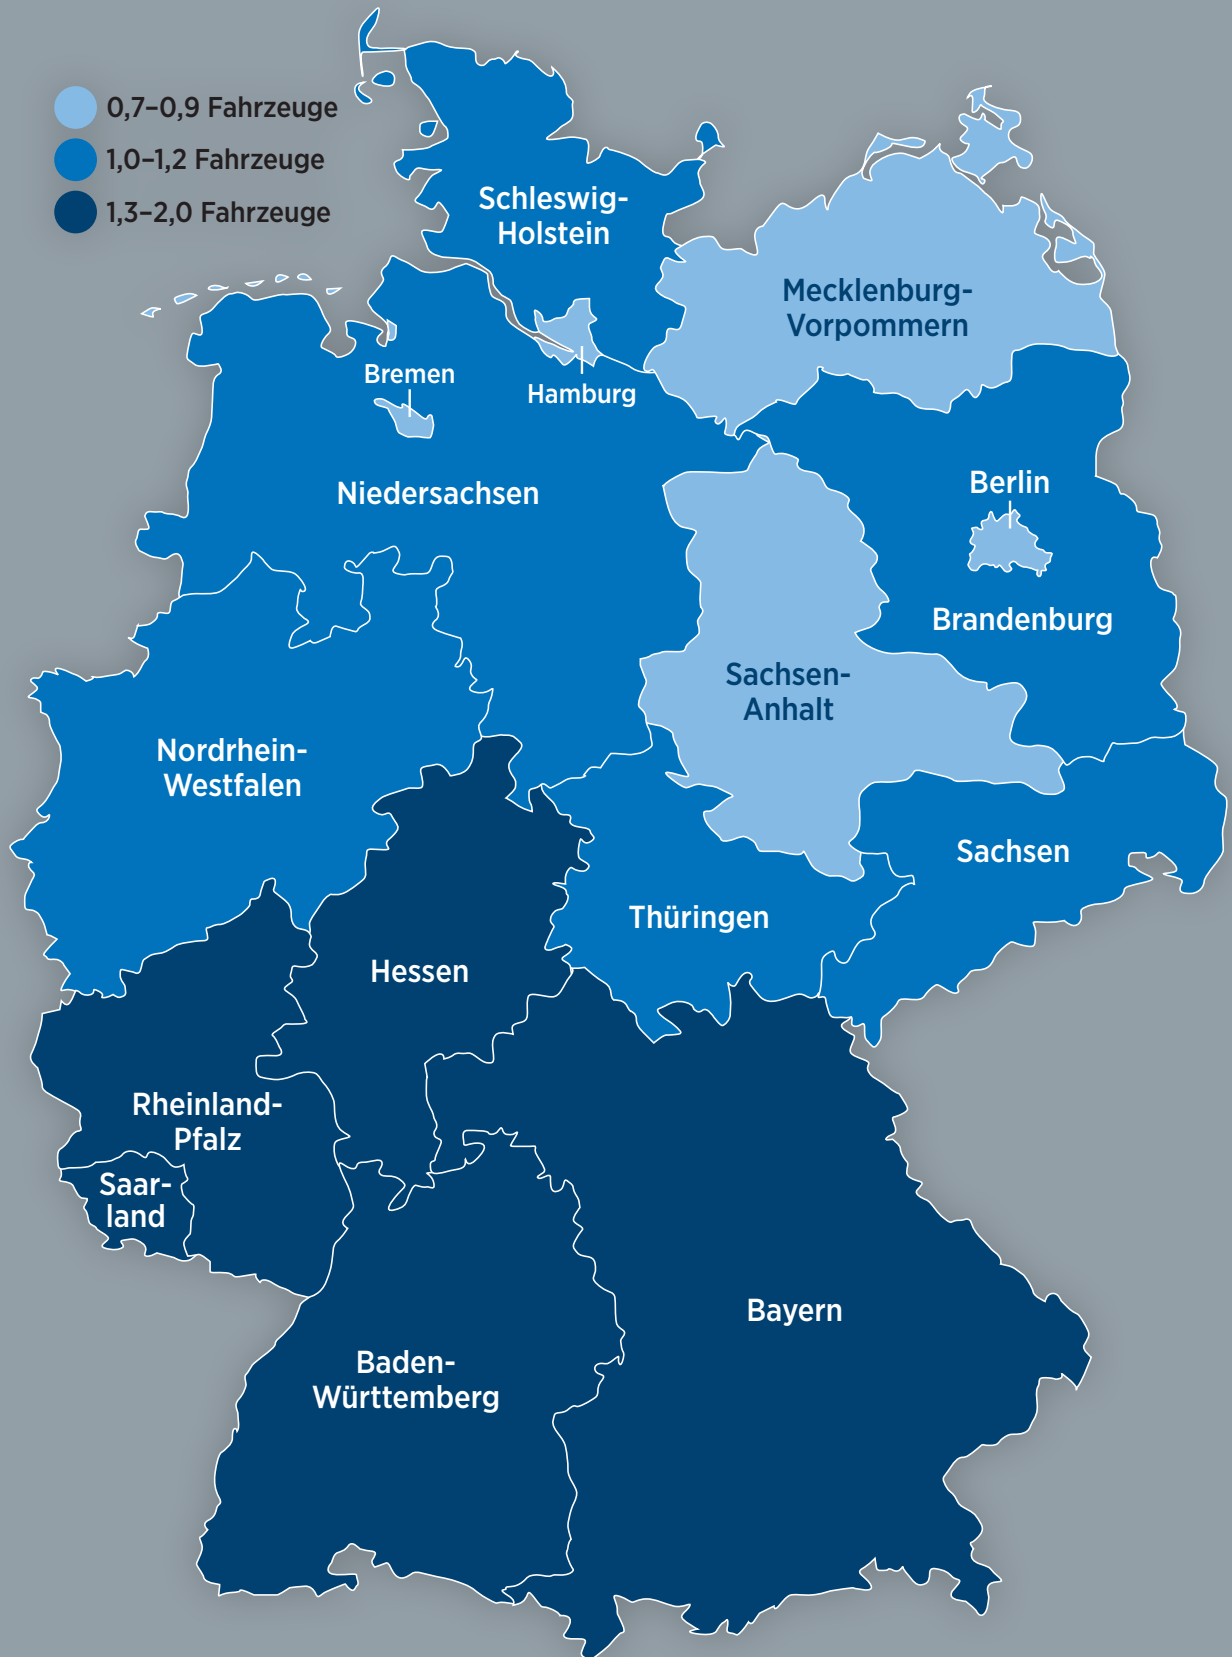 0,7–0,9 Fahrzeuge
1,0–1,2 Fahrzeuge
1,3–2,0 Fahrzeuge
Schleswig-
Holstein
Mecklenburg-
Vorpommern
Bremen
Hamburg
Niedersachsen
Berlin
Brandenburg
Sachsen-
Anhalt
Nordrhein-
Westfalen
Sachsen
Thüringen
Hessen
Rheinland-
Pfalz
Saar-
land
Bayern
Baden-
Württemberg